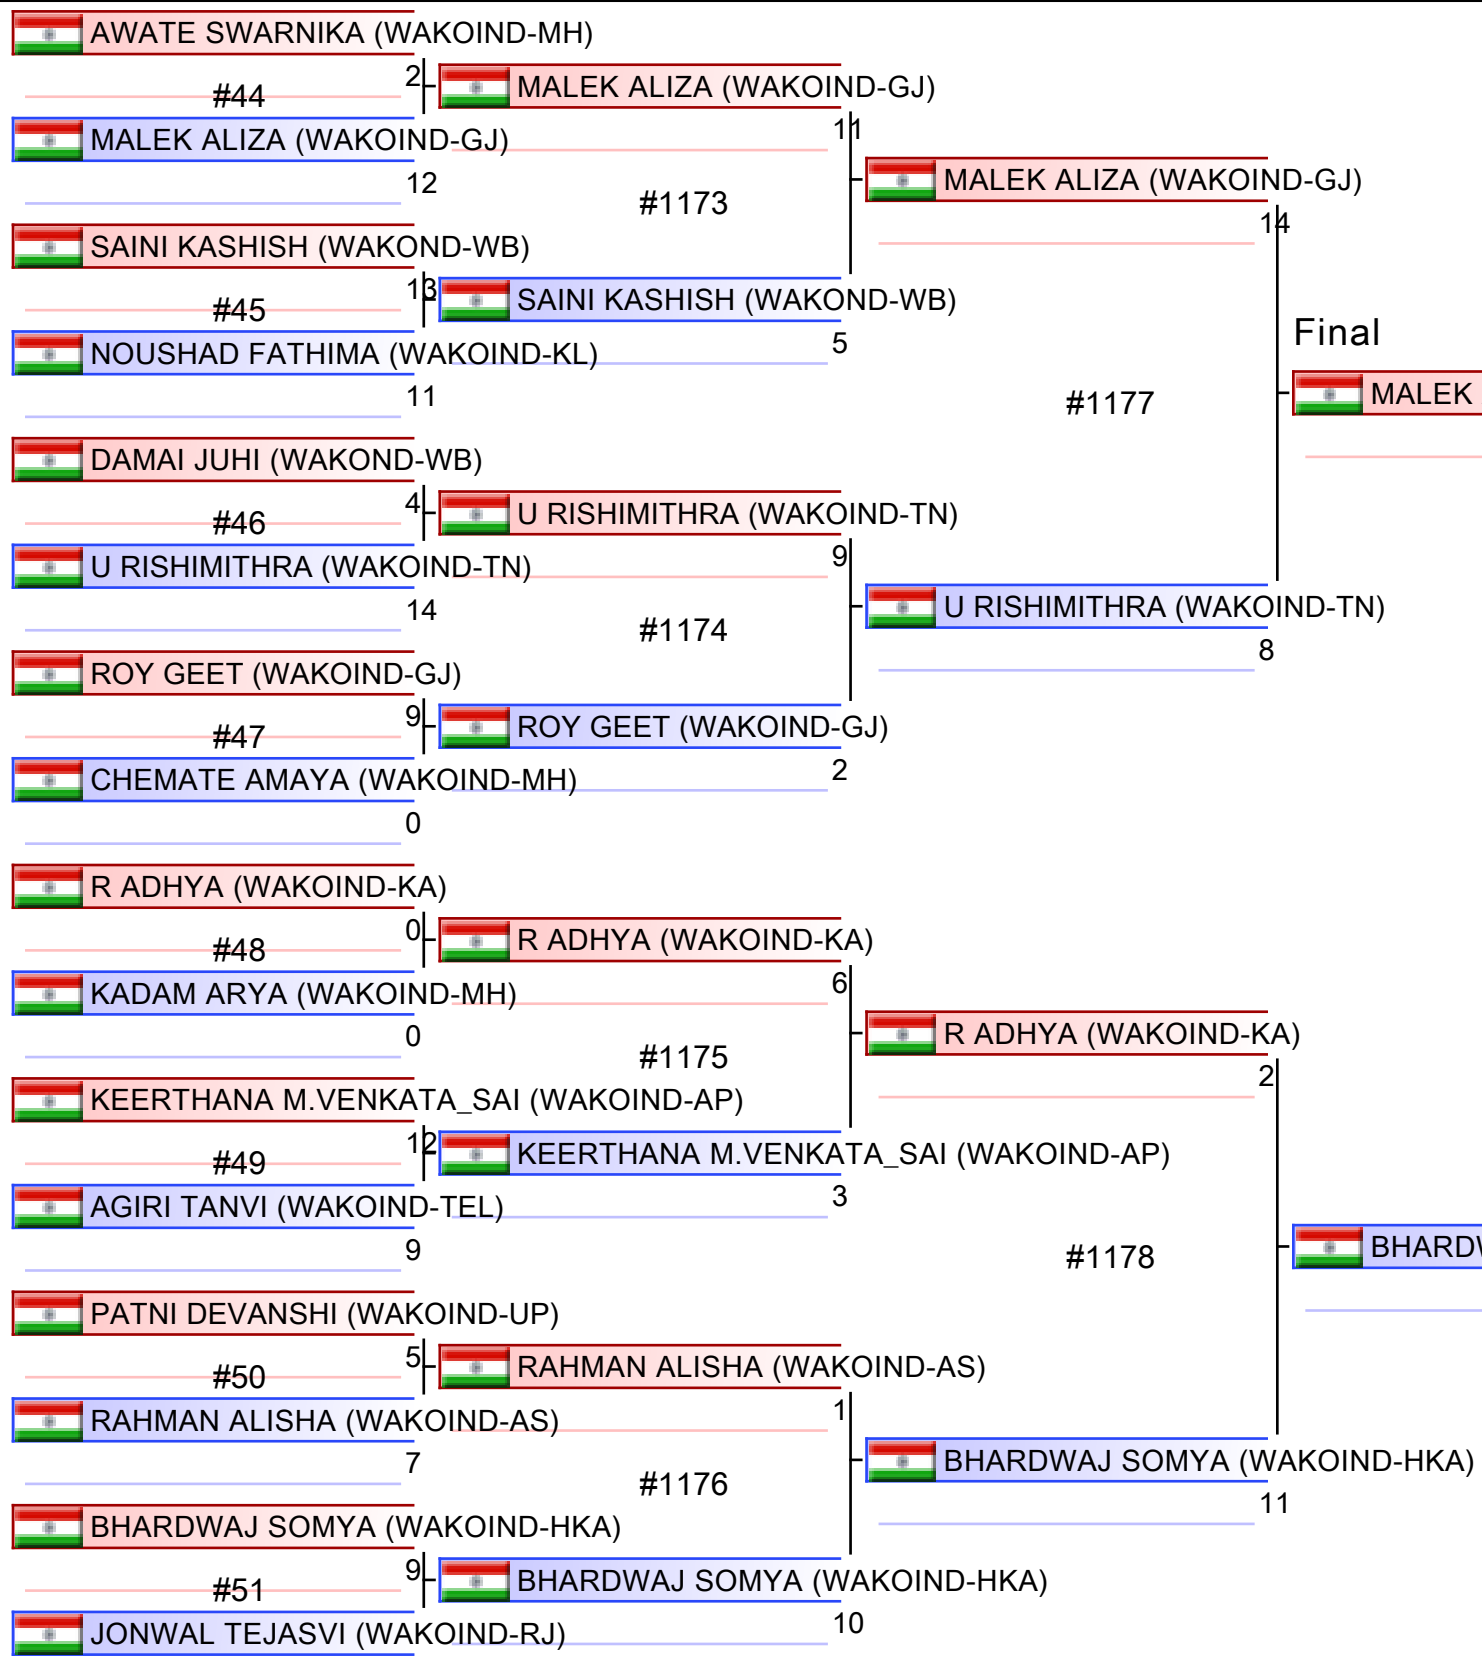 AWATE SWARNIKA (WAKOIND-MH)
2
#44
MALEK ALIZA (WAKOIND-GJ)
12
SAINI KASHISH (WAKOND-WB)
13
#45
NOUSHAD FATHIMA (WAKOIND-KL)
11
DAMAI JUHI (WAKOND-WB)
4
#46
U RISHIMITHRA (WAKOIND-TN)
14
ROY GEET (WAKOIND-GJ)
9
#47
CHEMATE AMAYA (WAKOIND-MH)
0
R ADHYA (WAKOIND-KA)
0
#48
KADAM ARYA (WAKOIND-MH)
0
KEERTHANA M.VENKATA_SAI (WAKOIND-AP)
12
#49
AGIRI TANVI (WAKOIND-TEL)
9
PATNI DEVANSHI (WAKOIND-UP)
5
#50
RAHMAN ALISHA (WAKOIND-AS)
7
BHARDWAJ SOMYA (WAKOIND-HKA)
9
#51
JONWAL TEJASVI (WAKOIND-RJ)
MALEK ALIZA (WAKOIND-GJ)
11
#1173
SAINI KASHISH (WAKOND-WB)
5
U RISHIMITHRA (WAKOIND-TN)
9
#1174
ROY GEET (WAKOIND-GJ)
2
R ADHYA (WAKOIND-KA)
6
#1175
KEERTHANA M.VENKATA_SAI (WAKOIND-AP)
3
RAHMAN ALISHA (WAKOIND-AS)
1
#1176
BHARDWAJ SOMYA (WAKOIND-HKA)
10
MALEK ALIZA (WAKOIND-GJ)
14
#1177
U RISHIMITHRA (WAKOIND-TN)
8
R ADHYA (WAKOIND-KA)
2
#1178
BHARDWAJ SOMYA (WAKOIND-HKA)
11
Final
MALEK